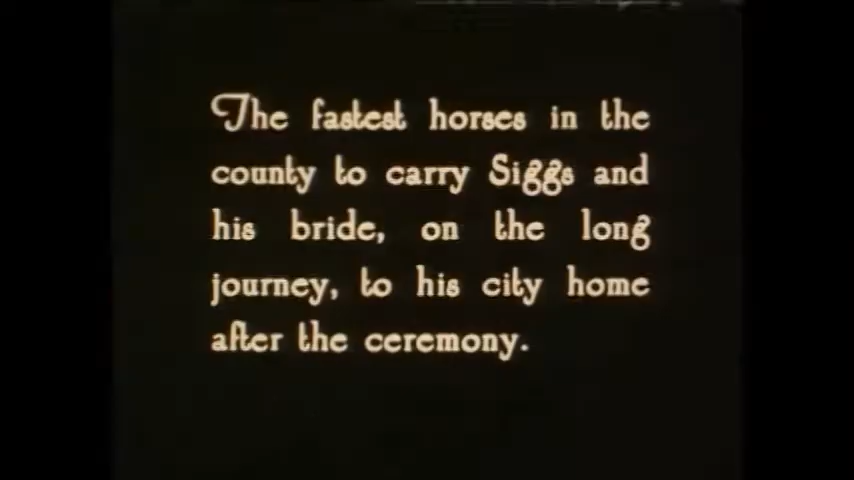 The fastest horses in the
county to carry Siggs and
his bride, on the long
journey, to his city home
after the ceremony.